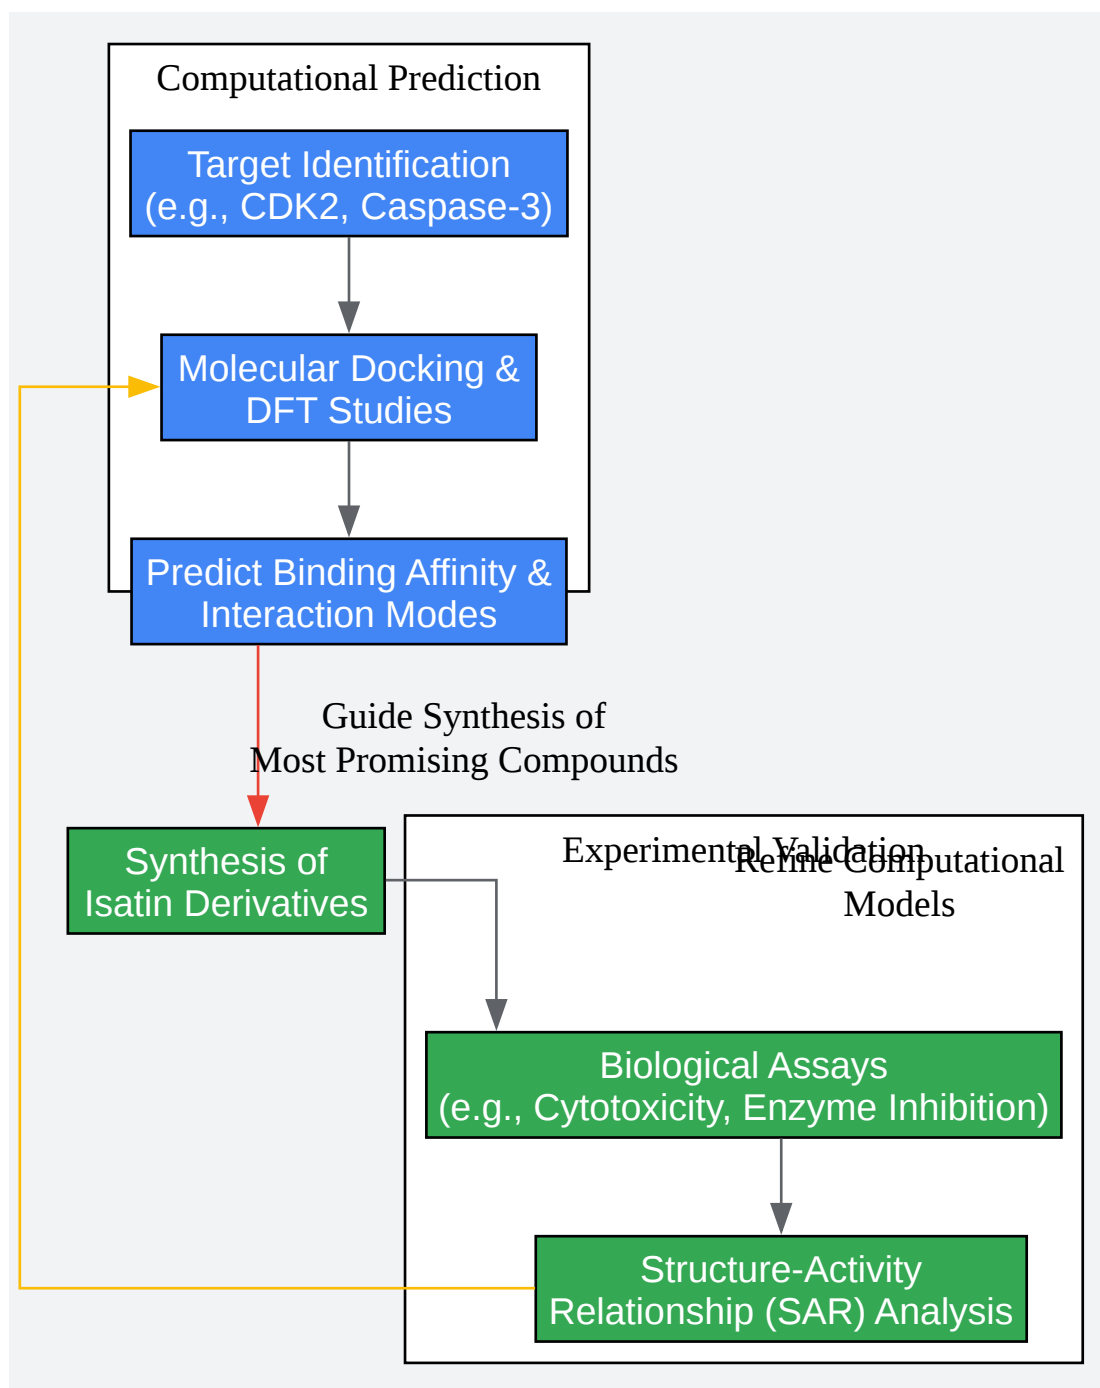 Computational Prediction
Target Identification
(e.g., CDK2, Caspase-3)
Molecular Docking &
DFT Studies
Predict Binding Affinity &
Interaction Modes
Guide Synthesis of
Most Promising Compounds
Synthesis of
Isatin Derivatives
Experimental Validation
Refine Computational
Models
Biological Assays
(e.g., Cytotoxicity, Enzyme Inhibition)
Structure-Activity
Relationship (SAR) Analysis